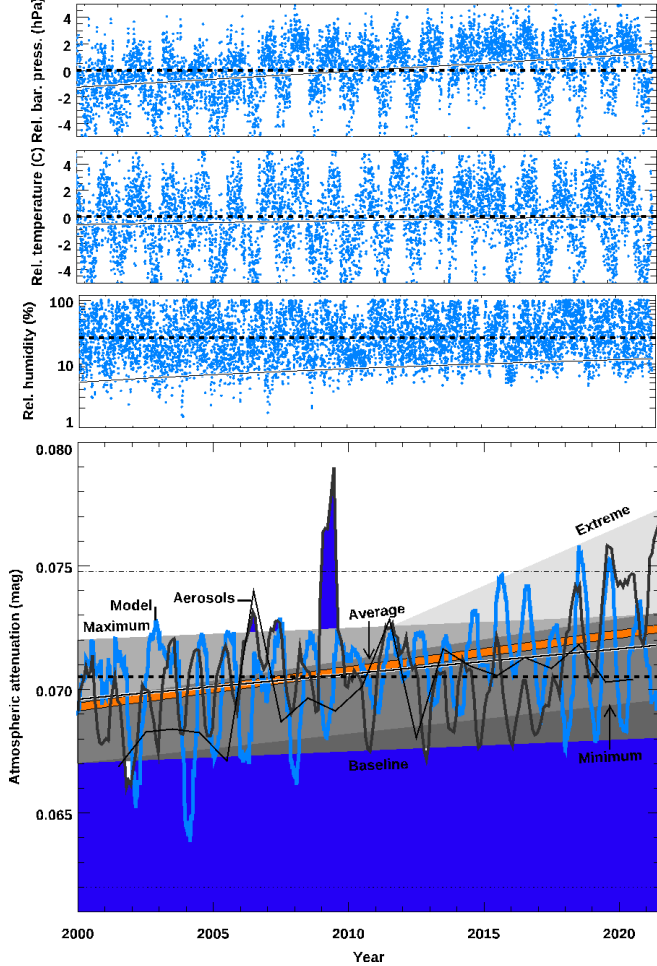 Rel. bar. press. (hPa)
4
2
0
-2
-4
Rel. temperature (C)
4
2
0
-2
-4
Rel. humidity (%)
100
10
1
Atmospheric attenuation (mag)
0.080
0.075
0.070
0.065
Extreme
Aerosols
Model
Maximum
Average
Baseline
Minimum
2000
2005
2010
2015
2020
Year